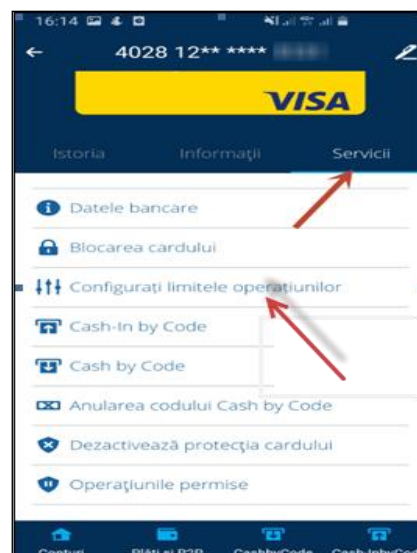 16:14
4028 12** ****
VISA
Istoria Informații Servicii
Datele bancare
Blocarea cardului
Configurați limitele operațiunilor
Cash-In by Code
Cash by Code
Anularea codului Cash by Code
Dezactivează protecția cardului
Operațiunile permise
Conturi Plăți și P2P CashbyCode Cash-InbyCod